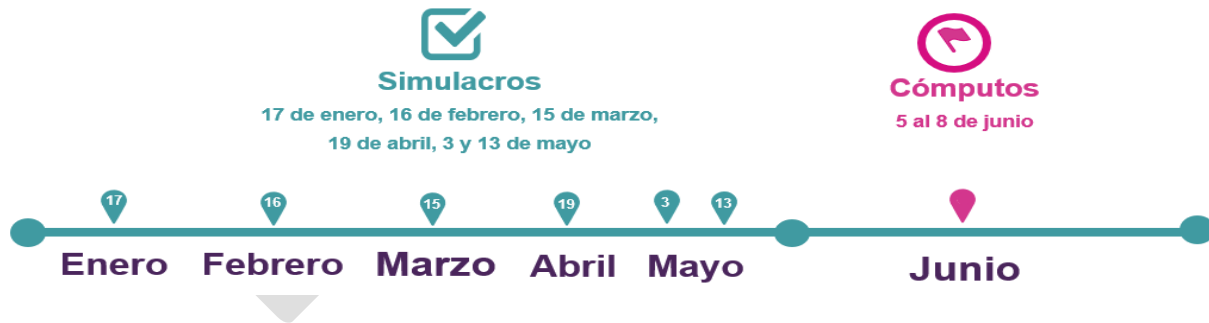 Simulacros
17 de enero, 16 de febrero, 15 de marzo,
19 de abril, 3 y 13 de mayo
Cómputos
5 al 8 de junio
17 16 15 19 3 13
Enero Febrero Marzo Abril Mayo Junio